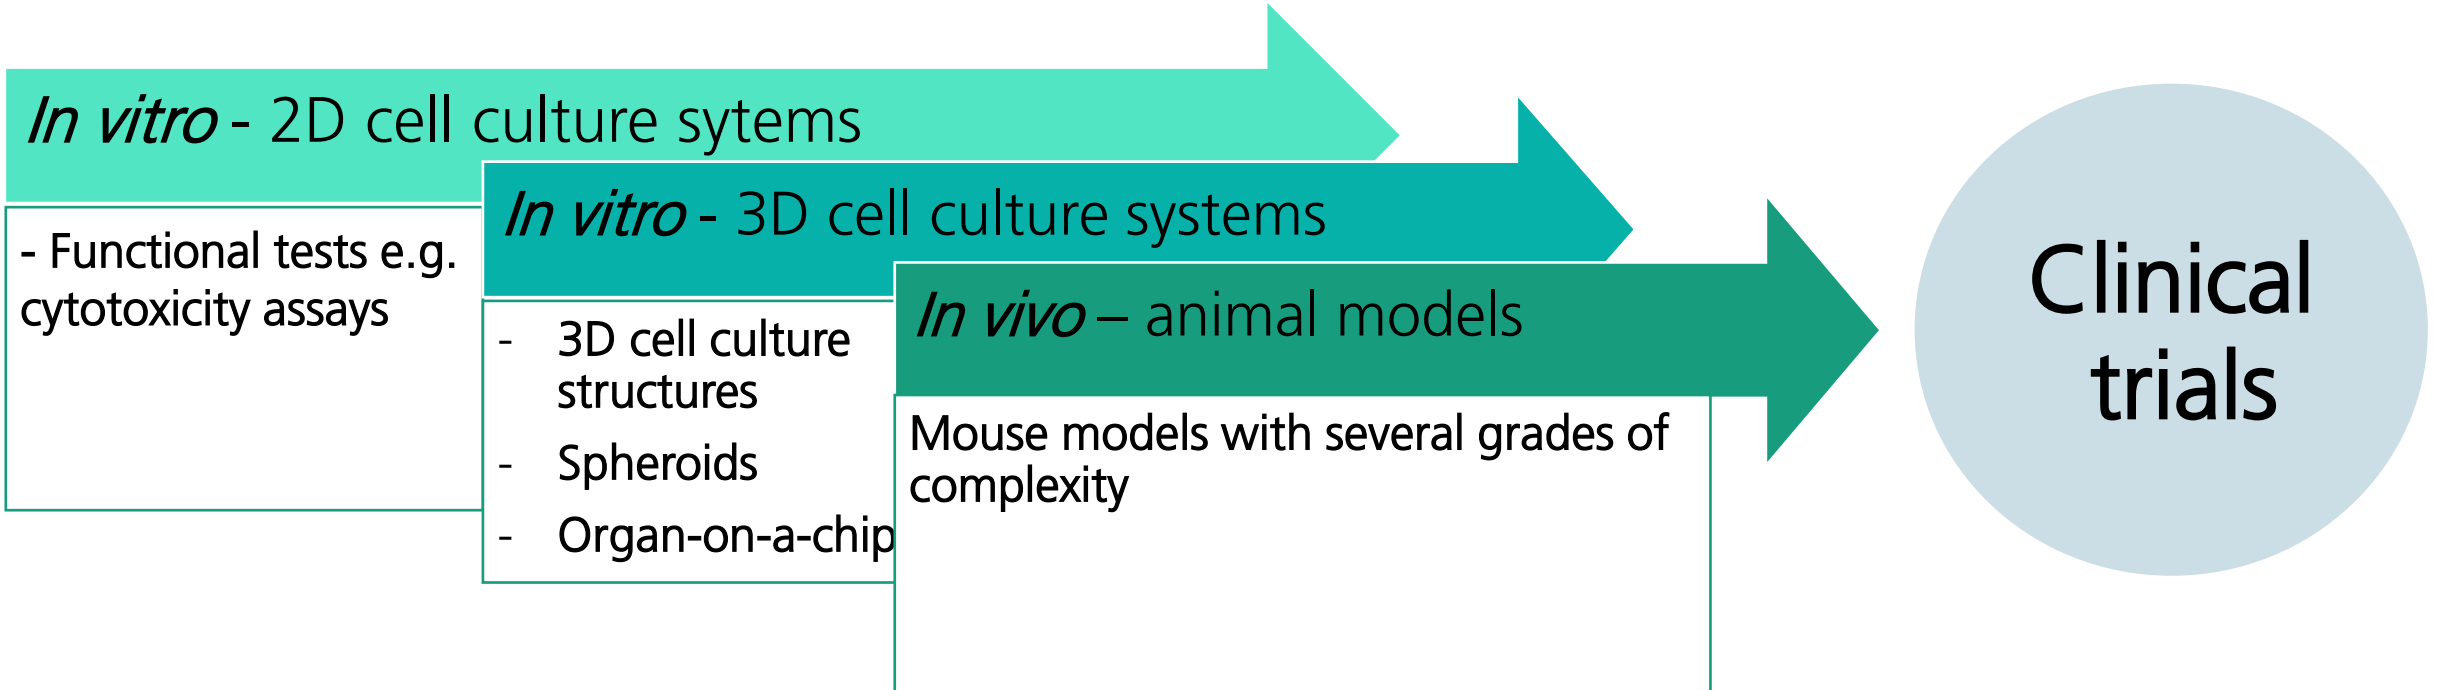 In vitro - 2D cell culture sytems
- Functional tests e.g.
cytotoxicity assays
In vitro - 3D cell culture systems
- 3D cell culture
structures
- Spheroids
- Organ-on-a-chip
In vivo – animal models
Mouse models with several grades of
complexity
Clinical
trials